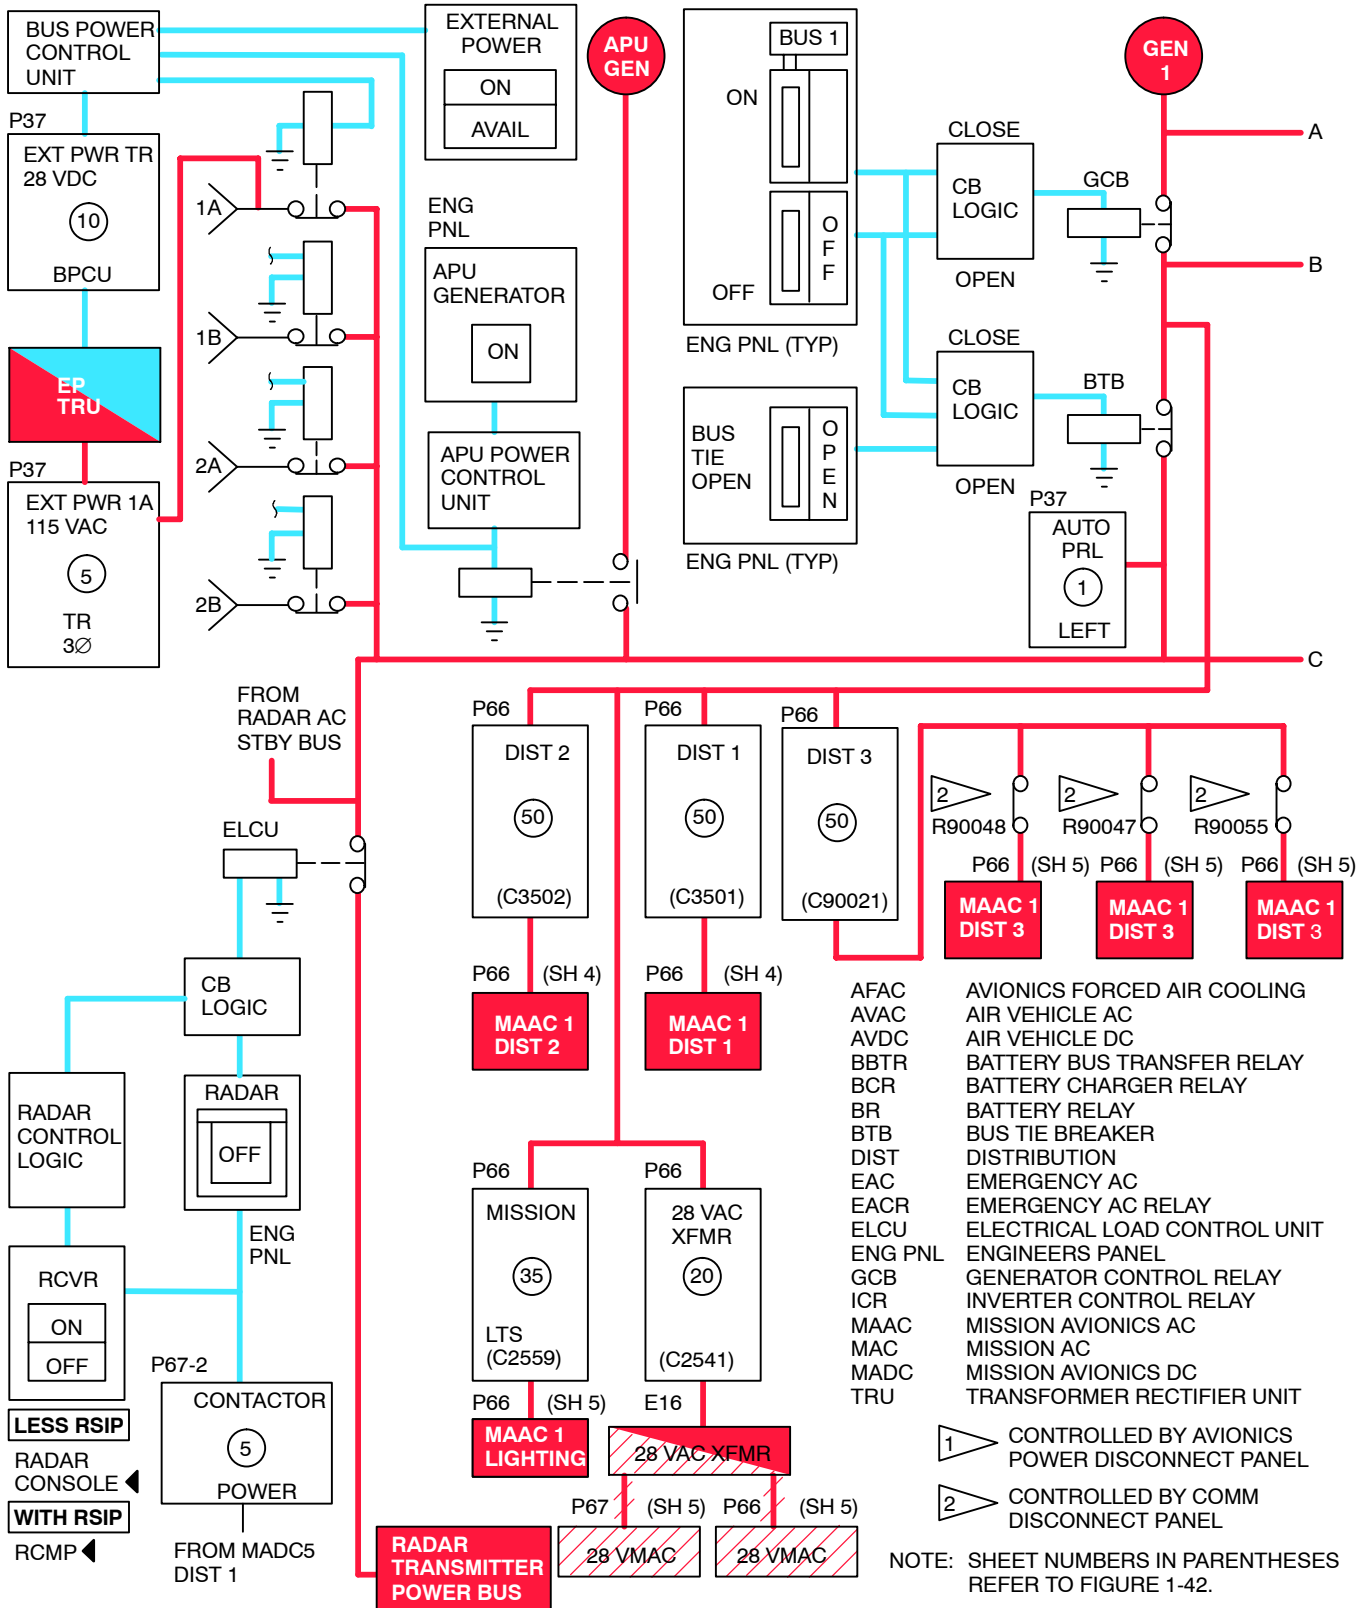 BUS POWER
CONTROL
UNIT
P37
EXT PWR TR
28 VDC
10
BPCU
EP
TRU
P37
EXT PWR 1A
115 VAC
5
TR
3∅
1A
1B
2A
2B
EXTERNAL
POWER
ON
AVAIL
ENG
PNL
APU
GENERATOR
ON
APU POWER
CONTROL
UNIT
APU
GEN
BUS 1
ON
OFF
OFF
ENG PNL (TYP)
BUS
TIE
OPEN
OPEN
ENG PNL (TYP)
CLOSE
CB
LOGIC
OPEN
CLOSE
CB
LOGIC
OPEN
GEN
1
GCB
BTB
P37
AUTO
PRL
1
LEFT
A
B
C
FROM
RADAR AC
STBY BUS
ELCU
CB
LOGIC
RADAR
CONTROL
LOGIC
RADAR
OFF
ENG
PNL
RCVR
ON
OFF
LESS RSIP
RADAR
CONSOLE
WITH RSIP
RCMP
P67-2
CONTACTOR
5
POWER
FROM MADC5
DIST 1
RADAR
TRANSMITTER
POWER BUS
P66
DIST 2
50
(C3502)
P66 (SH 4)
MAAC 1
DIST 2
P66
DIST 1
50
(C3501)
P66 (SH 4)
MAAC 1
DIST 1
P66
DIST 3
50
(C90021)
2
R90048
P66 (SH 5)
MAAC 1
DIST 3
2
R90047
P66 (SH 5)
MAAC 1
DIST 3
2
R90055
P66 (SH 5)
MAAC 1
DIST 3
P66
MISSION
35
LTS
(C2559)
P66 (SH 5)
MAAC 1
LIGHTING
P66
28 VAC
XFMR
20
(C2541)
E16
28 VAC XFMR
P67 (SH 5)
28 VMAC
P66 (SH 5)
28 VMAC
AFAC AVIONICS FORCED AIR COOLING
AVAC AIR VEHICLE AC
AVDC AIR VEHICLE DC
BBTR BATTERY BUS TRANSFER RELAY
BCR BATTERY CHARGER RELAY
BR BATTERY RELAY
BTB BUS TIE BREAKER
DIST DISTRIBUTION
EAC EMERGENCY AC
EACR EMERGENCY AC RELAY
ELCU ELECTRICAL LOAD CONTROL UNIT
ENG PNL ENGINEERS PANEL
GCB GENERATOR CONTROL RELAY
ICR INVERTER CONTROL RELAY
MAAC MISSION AVIONICS AC
MAC MISSION AC
MADC MISSION AVIONICS DC
TRU TRANSFORMER RECTIFIER UNIT
1 CONTROLLED BY AVIONICS
POWER DISCONNECT PANEL
2 CONTROLLED BY COMM
DISCONNECT PANEL
NOTE: SHEET NUMBERS IN PARENTHESES
REFER TO FIGURE 1-42.